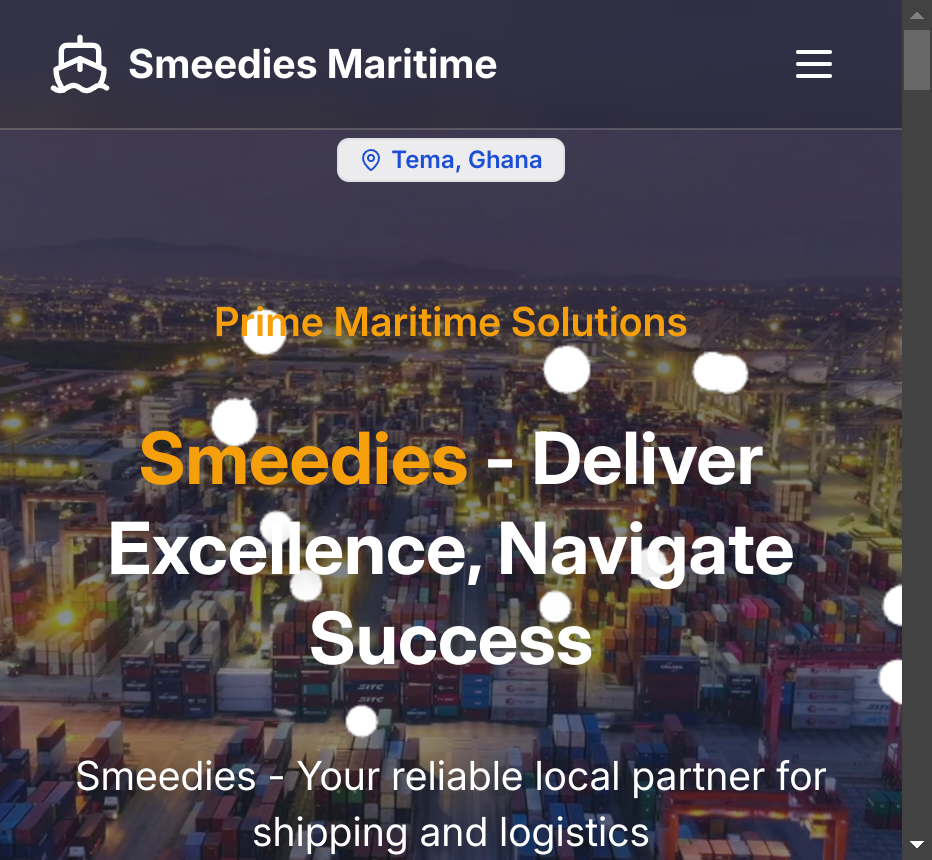 Smeedies Maritime
Tema, Ghana
Prime Maritime Solutions
Smeedies - Deliver
Excellence, Navigate
Success
Smeedies - Your reliable local partner for
shipping and logistics